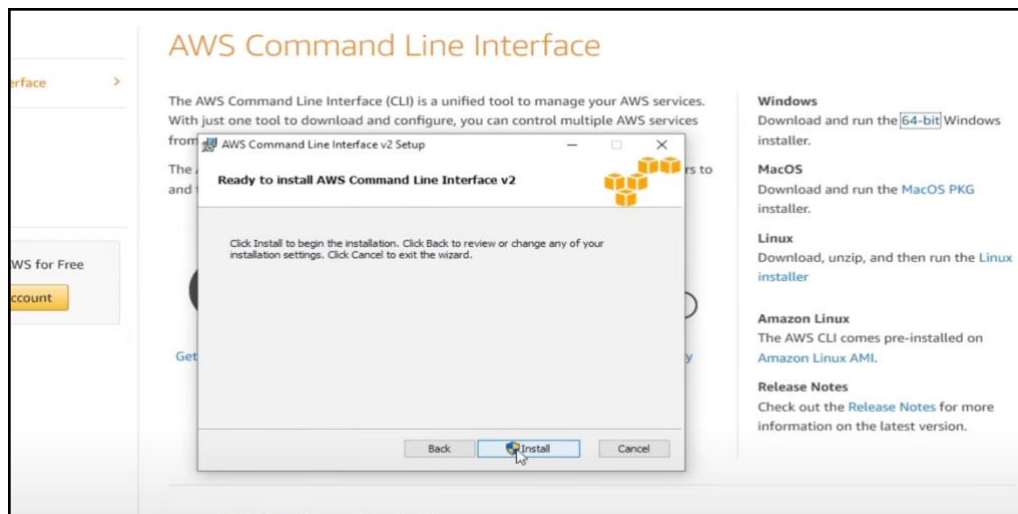 AWS Command Line Interface
erface
The AWS Command Line Interface (CLI) is a unified tool to manage your AWS services.
With just one tool to download and configure, you can control multiple AWS services
from
The
rs to
and
AWS Command Line Interface v2 Setup
Ready to install AWS Command Line Interface v2
Click Install to begin the installation. Click Back to review or change any of your
installation settings. Click Cancel to exit the wizard.
Back
Install
Cancel
WS for Free
ccount
Get
y
Windows
Download and run the 64-bit Windows
installer.
MacOS
Download and run the MacOS PKG
installer.
Linux
Download, unzip, and then run the Linux
installer
Amazon Linux
The AWS CLI comes pre-installed on
Amazon Linux AMI.
Release Notes
Check out the Release Notes for more
information on the latest version.